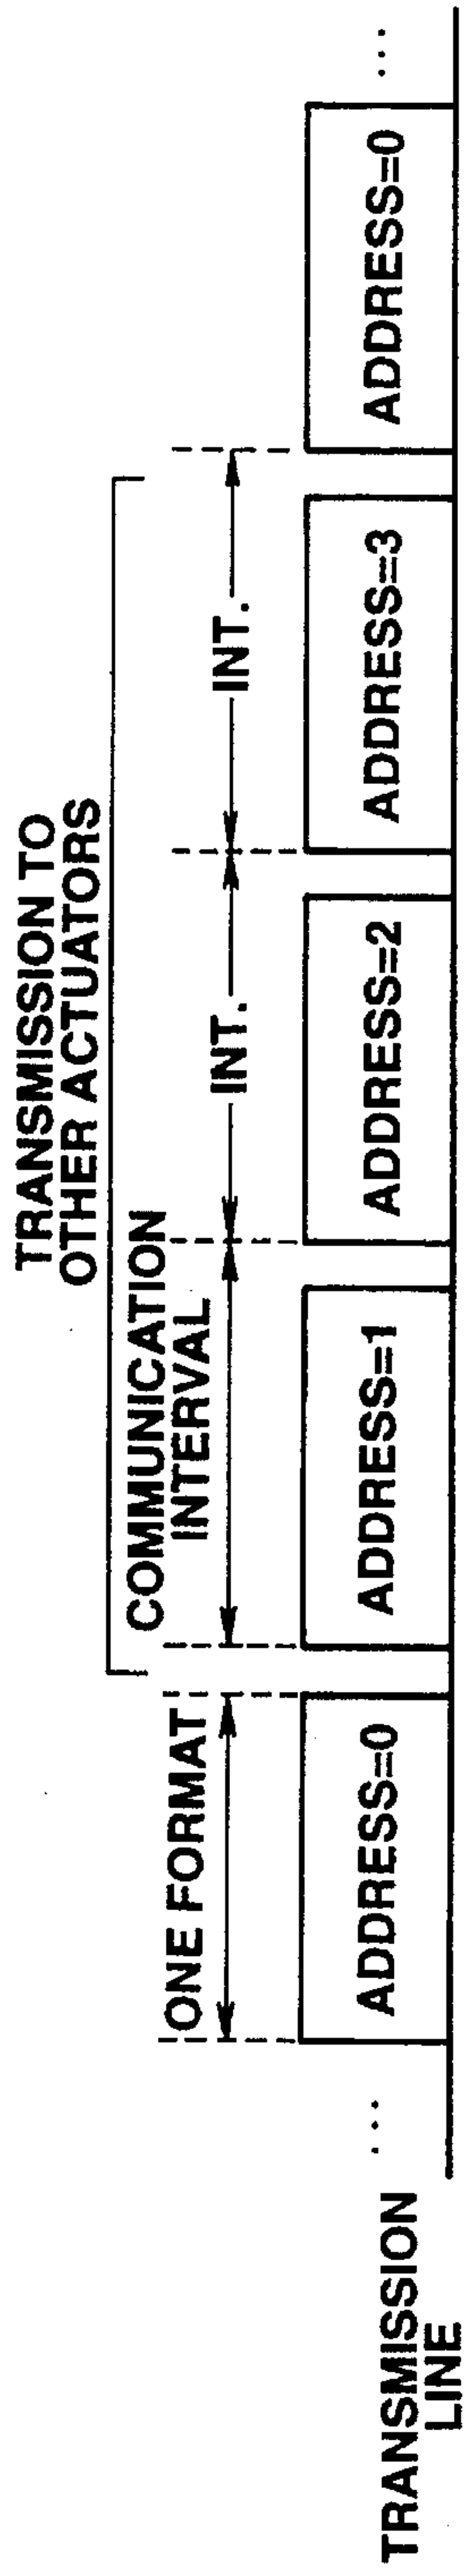 TRANSMISSION TO
OTHER ACTUATORS
COMMUNICATION
INTERVAL
INT.
INT.
ONE FORMAT
...
ADDRESS=0
ADDRESS=1
ADDRESS=2
ADDRESS=3
ADDRESS=0
...
TRANSMISSION
LINE